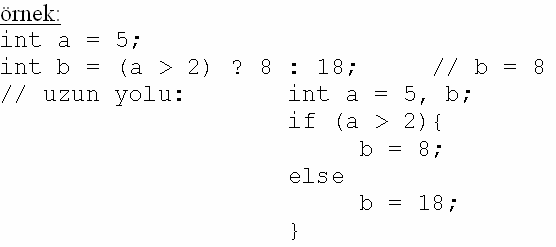 örnek:
int a = 5;
int b = (a > 2) ? 8 : 18;     // b = 8
// uzun yolu:       int a = 5, b;
                    if (a > 2){
                         b = 8;
                    else
                         b = 18;
                    }